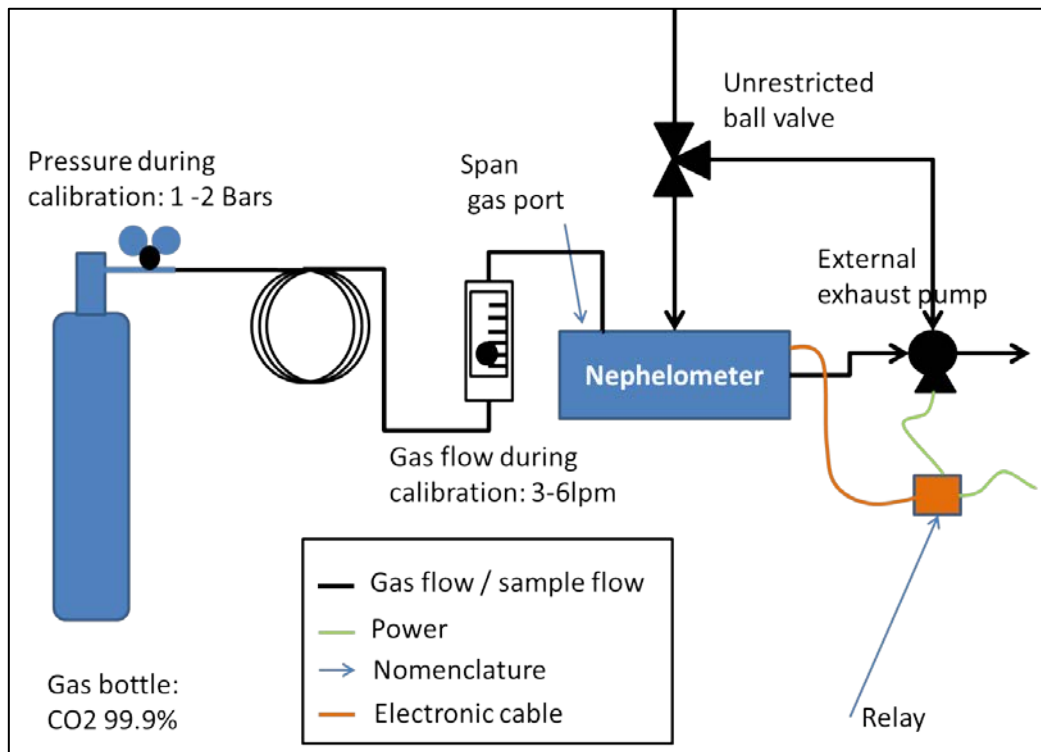 Unrestricted
ball valve
Pressure during
calibration: 1 -2 Bars
Span
gas port
External
exhaust pump
Nephelometer
Gas flow during
calibration: 3-6lpm
Gas flow / sample flow
Power
Nomenclature
Electronic cable
Gas bottle:
CO2 99.9%
Relay